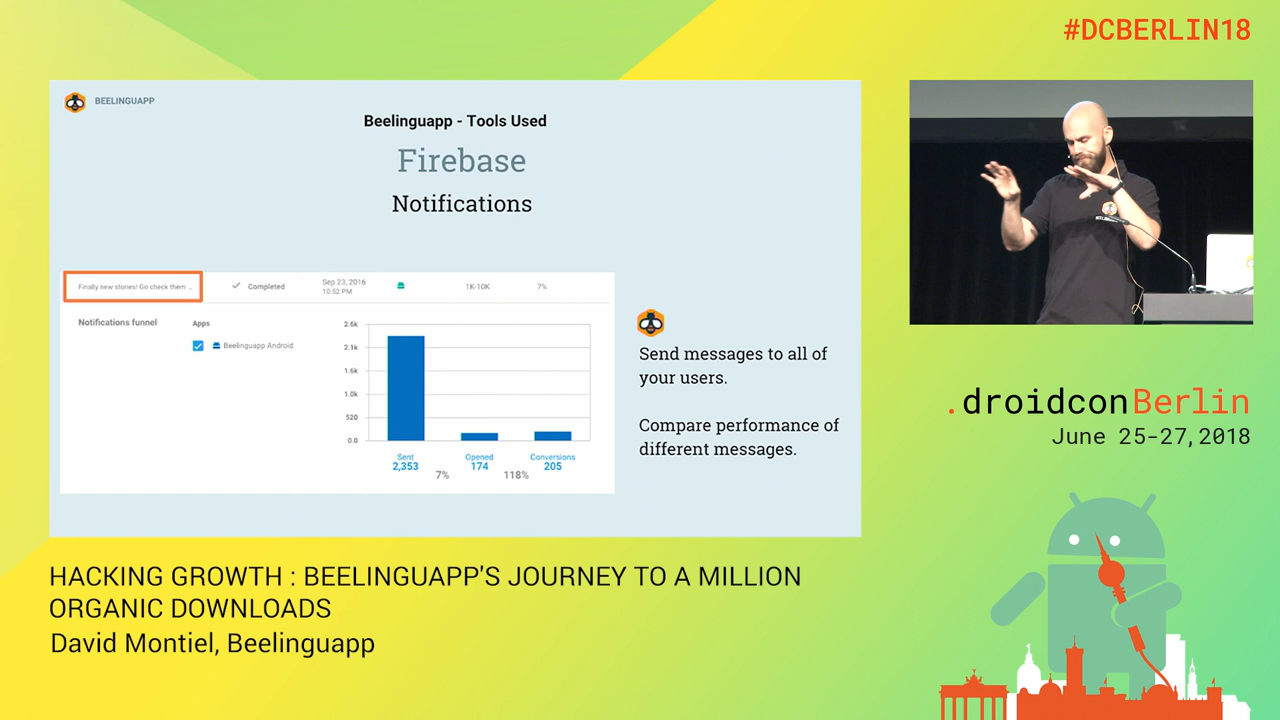 #DCBERLIN18
BEELINGUAPP
Beelinguapp - Tools Used
Firebase
Notifications
Finally new stories! Go check them ...
Completed
Sep 23, 2016
10:52 PM
1K-10K
7%
Notifications funnel
Apps
Beelinguapp Android
2.6k
2.1k
1.6k
1.0k
520
0.0
Sent
2,353
7%
Opened
174
118%
Conversions
205
Send messages to all of
your users.
Compare performance of
different messages.
.droidconBerlin
June 25-27, 2018
HACKING GROWTH : BEELINGUAPP'S JOURNEY TO A MILLION
ORGANIC DOWNLOADS
David Montiel, Beelinguapp